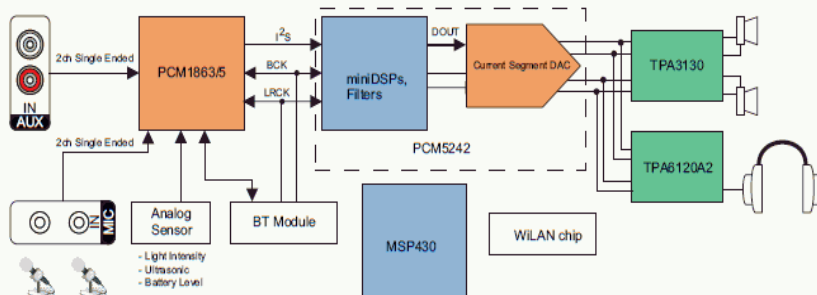 2ch Single Ended
IN
AUX
2ch Single Ended
IN
MIC
PCM1863/5
I²S
BCK
LRCK
miniDSPs,
Filters
DOUT
Current Segment DAC
PCM5242
TPA3130
TPA6120A2
Analog
Sensor
- Light Intensity
- Ultrasonic
- Battery Level
BT Module
MSP430
WiLAN chip